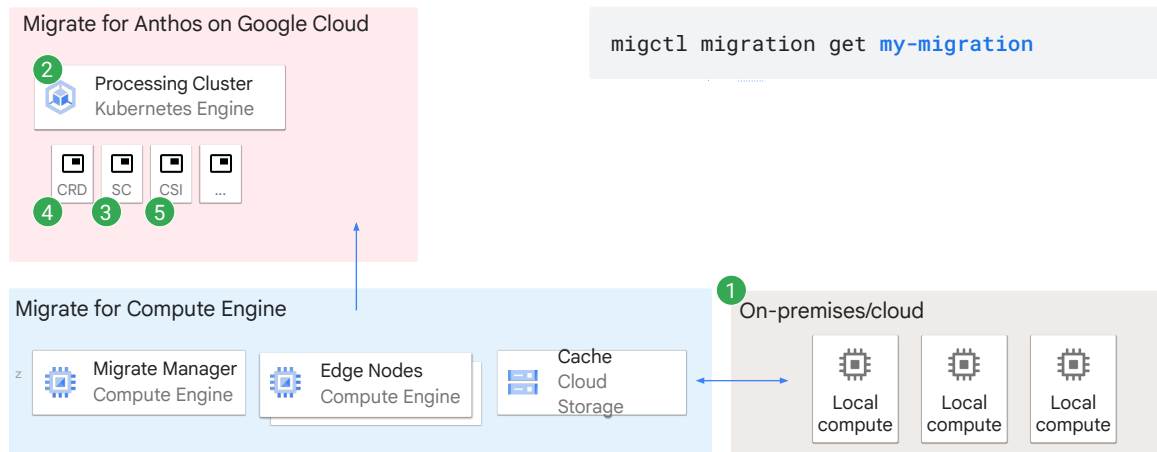 Migrate for Anthos on Google Cloud
migctl migration get my-migration
2
Processing Cluster
Kubernetes Engine
CRD
SC
CSI
...
4
3
5
Migrate for Compute Engine
1
On-premises/cloud
z
Migrate Manager
Compute Engine
Edge Nodes
Compute Engine
Cache
Cloud
Storage
Local
compute
Local
compute
Local
compute